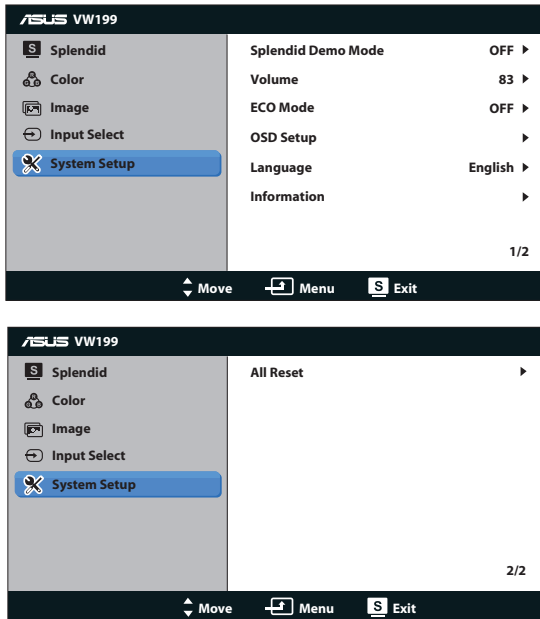 ASUS VW199
S Splendid
Color
Image
Input Select
System Setup
Splendid Demo Mode OFF
Volume 83
ECO Mode OFF
OSD Setup
Language English
Information
1/2
Move Menu S Exit
ASUS VW199
S Splendid
Color
Image
Input Select
System Setup
All Reset
2/2
Move Menu S Exit